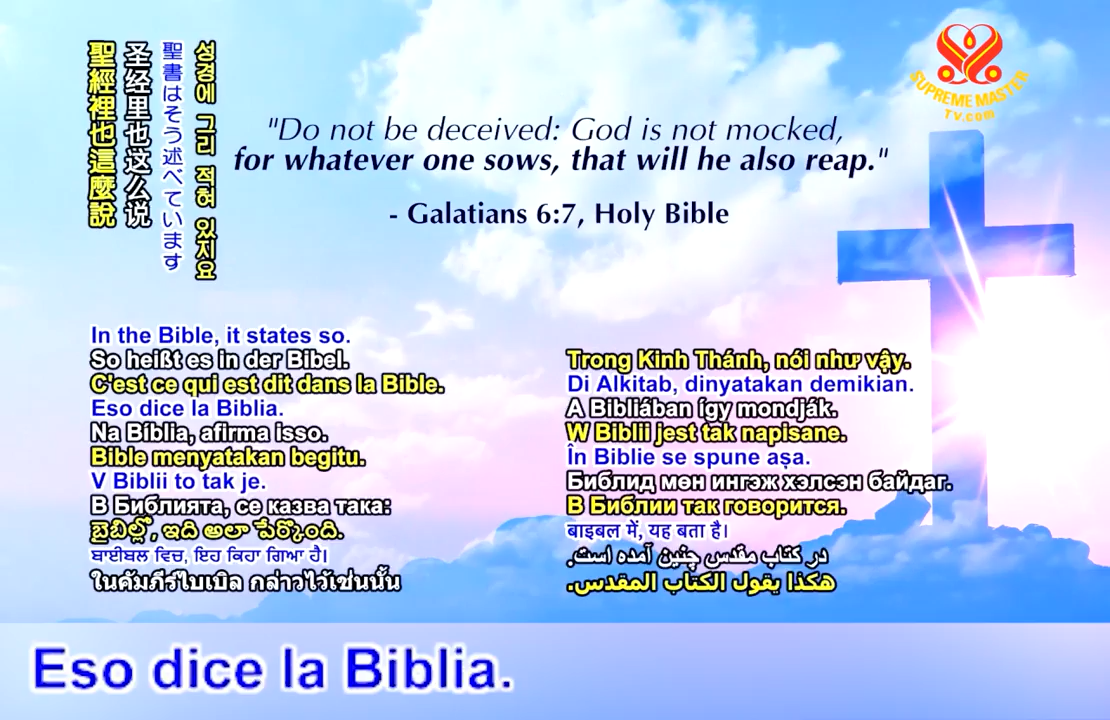 聖經裡也這麼說
圣经里也这么说
聖書はそう述べています
성경에 그리 적혀 있지요
SUPREME MASTER
TV.com
"Do not be deceived: God is not mocked,
for whatever one sows, that will he also reap."
- Galatians 6:7, Holy Bible
In the Bible, it states so.
So heißt es in der Bibel.
C'est ce qui est dit dans la Bible.
Eso dice la Biblia.
Na Bíblia, afirma isso.
Bible menyatakan begitu.
V Biblii to tak je.
В Библията, се казва така:
బైబిల్లో, ఇది అలా పేర్కొంది.
ਬਾਈਬਲ ਵਿਚ, ਇਹ ਕਿਹਾ ਗਿਆ ਹੈ।
ในคัมภีร์ไบเบิล กล่าวไว้เช่นนั้น
Trong Kinh Thánh, nói như vậy.
Di Alkitab, dinyatakan demikian.
A Bibliában így mondják.
W Biblii jest tak napisane.
În Biblie se spune așa.
Библид мөн ингэж хэлсэн байдаг.
В Библии так говорится.
बाइबल में, यह बता है।
در کتاب مقدس چنین آمده است.
هكذا يقول الكتاب المقدس.
Eso dice la Biblia.